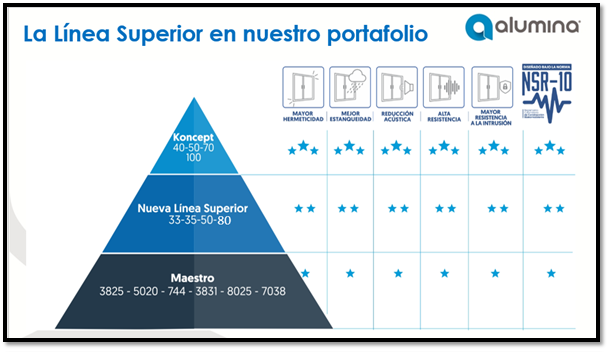 La Línea Superior en nuestro portafolio
alumina
MAYOR
HERMETICIDAD
MEJOR
ESTANQUIDAD
REDUCCIÓN
ACÚSTICA
ALTA
RESISTENCIA
MAYOR
RESISTENCIA
A LA INTRUSIÓN
DISEÑADO BAJO LA NORMA
NSR-10
Koncept
40-50-70
100
Nueva Línea Superior
33-35-50-80
Maestro
3825 - 5020 - 744 - 3831 - 8025 - 7038